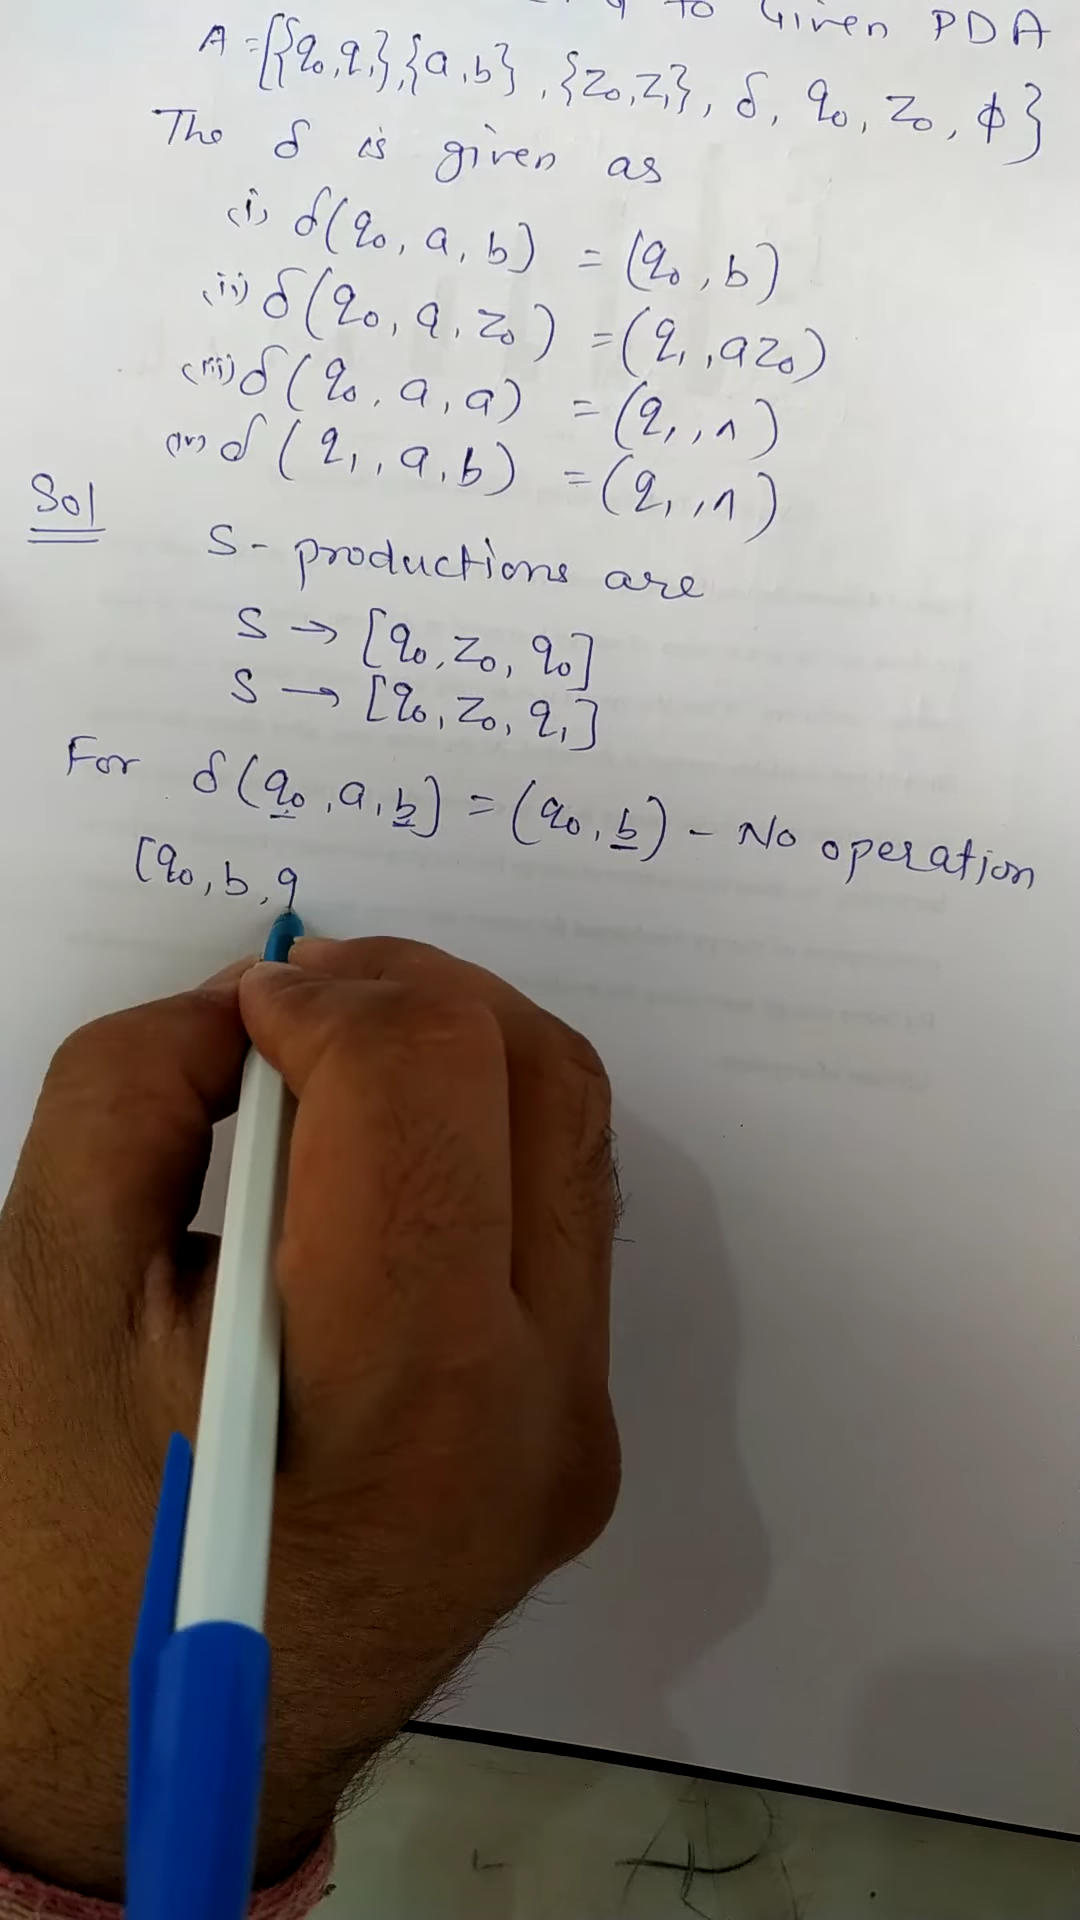 to Given PDA
A = [{q₀,q₁},{a,b},{z₀,z₁}, δ, q₀, z₀, ϕ}
The δ is given as
(i) δ(q₀, a, b) = (q₀, b)
(ii) δ(q₀, a, z₀) = (q₁, az₀)
(iii) δ(q₀, a, a) = (q₁, ∧)
(iv) δ(q₁, a, b) = (q₁, ∧)
Sol
S-productions are
S → [q₀, z₀, q₀]
S → [q₀, z₀, q₁]
For δ(q₀, a, b) = (q₀, b) - No operation
[q₀, b, q